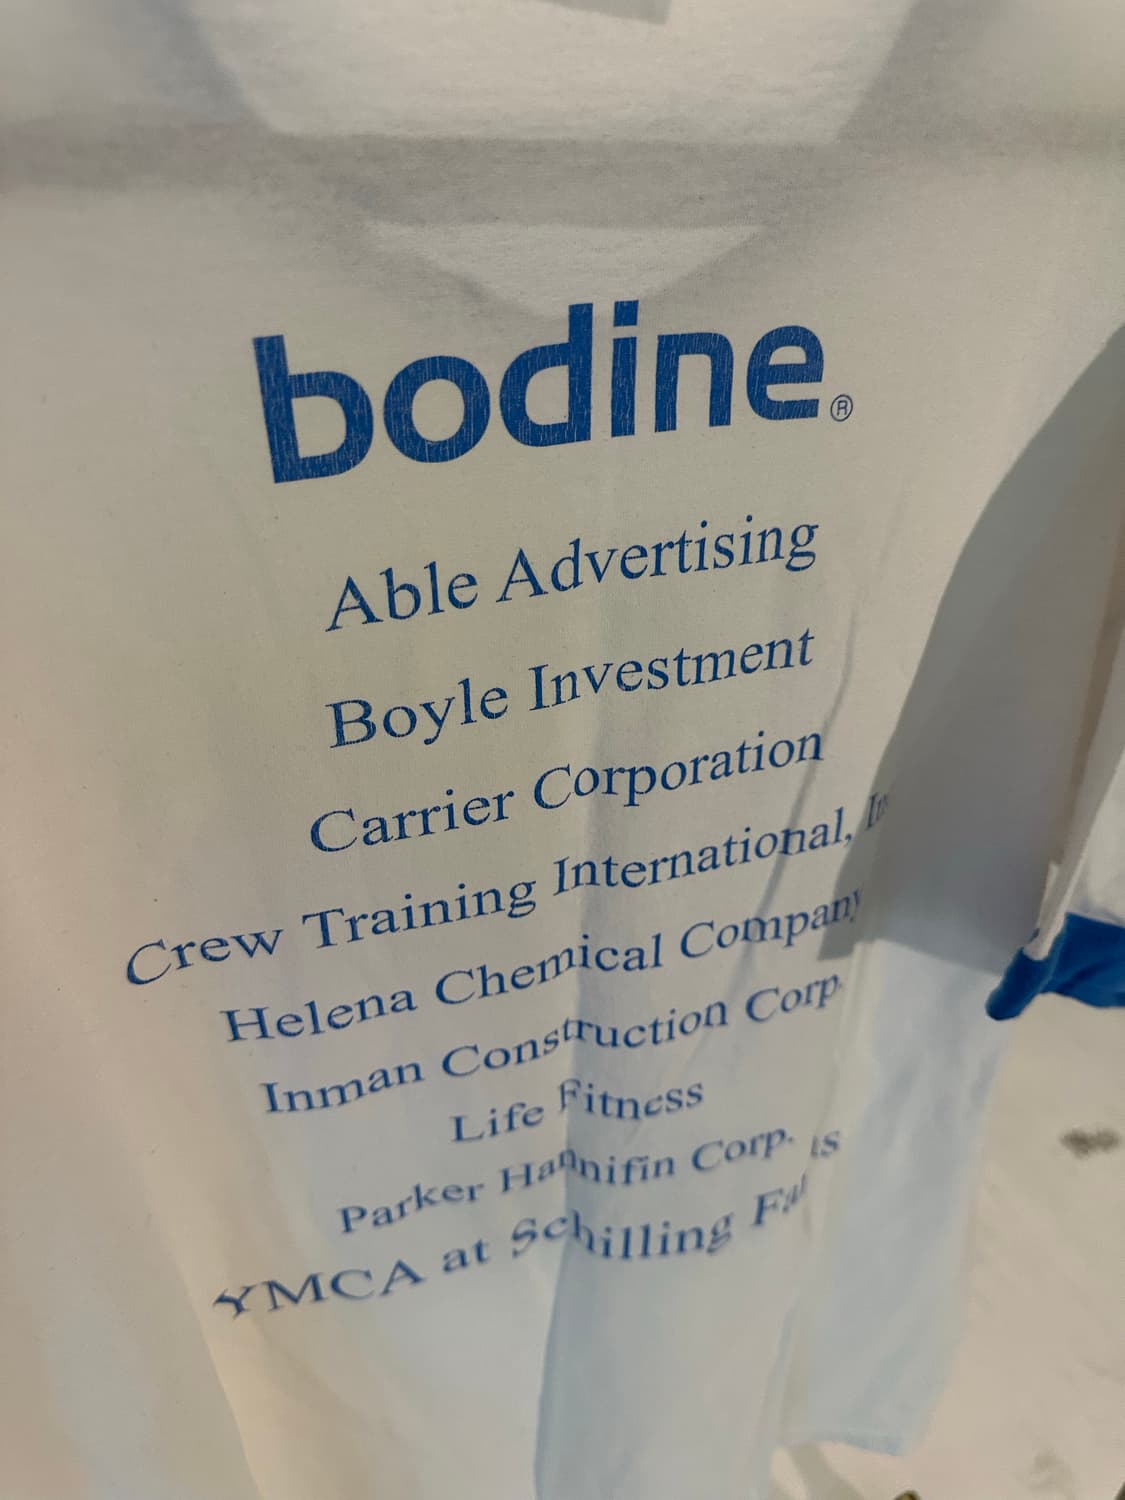 bodine®
Able Advertising
Boyle Investment
Carrier Corporation
Crew Training International,
Helena Chemical Company
Inman Construction Corp.
Life Fitness
Parker Hannifin Corp.
YMCA at Schilling